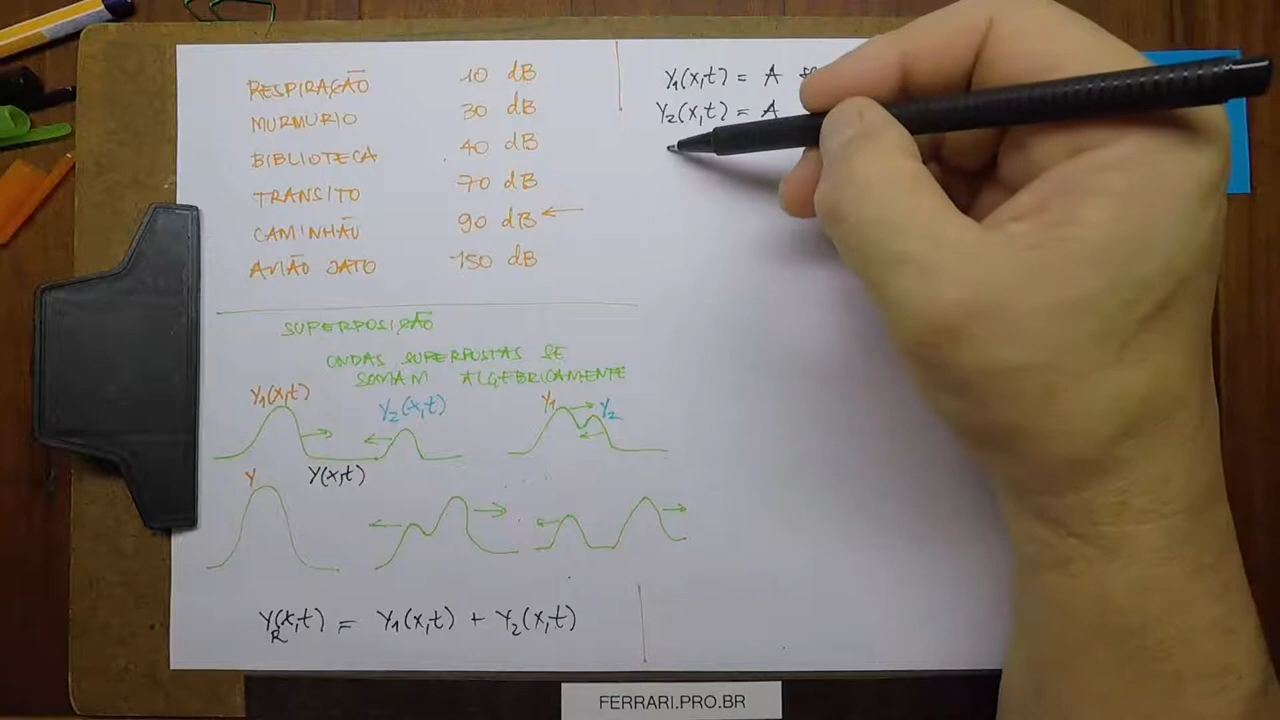 RESPIRAÇÃO 10 dB
MURMURIO 30 dB
BIBLIOTECA 40 dB
TRANSITO 70 dB
CAMINHÃO 90 dB ←
AVIÃO JATO 150 dB
SUPERPOSIÇÃO
ONDAS SUPERPOSTAS SE
SOMAM ALGEBRICAMENTE
Y1(x,t) Y2(x,t) Y1 Y2
Y Y(x,t)
YR(x,t) = Y1(x,t) + Y2(x,t)
Y1(x,t) = A
Y2(x,t) = A
FERRARI.PRO.BR